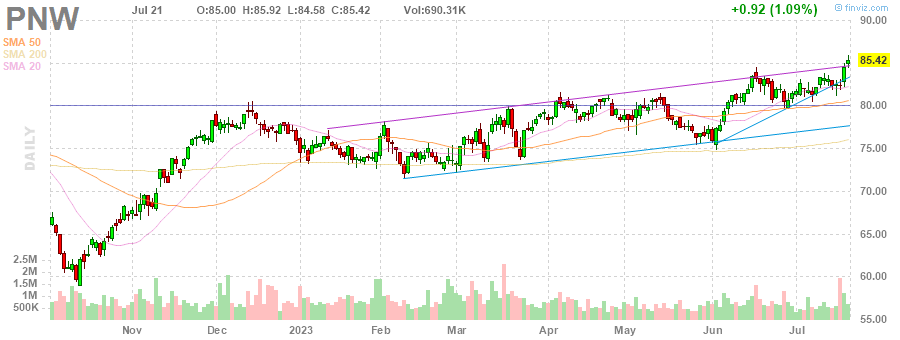 PNW
Jul 21
O:85.00 H:85.92 L:84.58 C:85.42
Vol:690.31K
+0.92 (1.09%)
finviz.com
SMA 50
SMA 200
SMA 20
DAILY
90.00
85.42
80.00
75.00
70.00
65.00
60.00
55.00
2.5M
2M
1.5M
1M
500K
Nov
Dec
2023
Feb
Mar
Apr
May
Jun
Jul